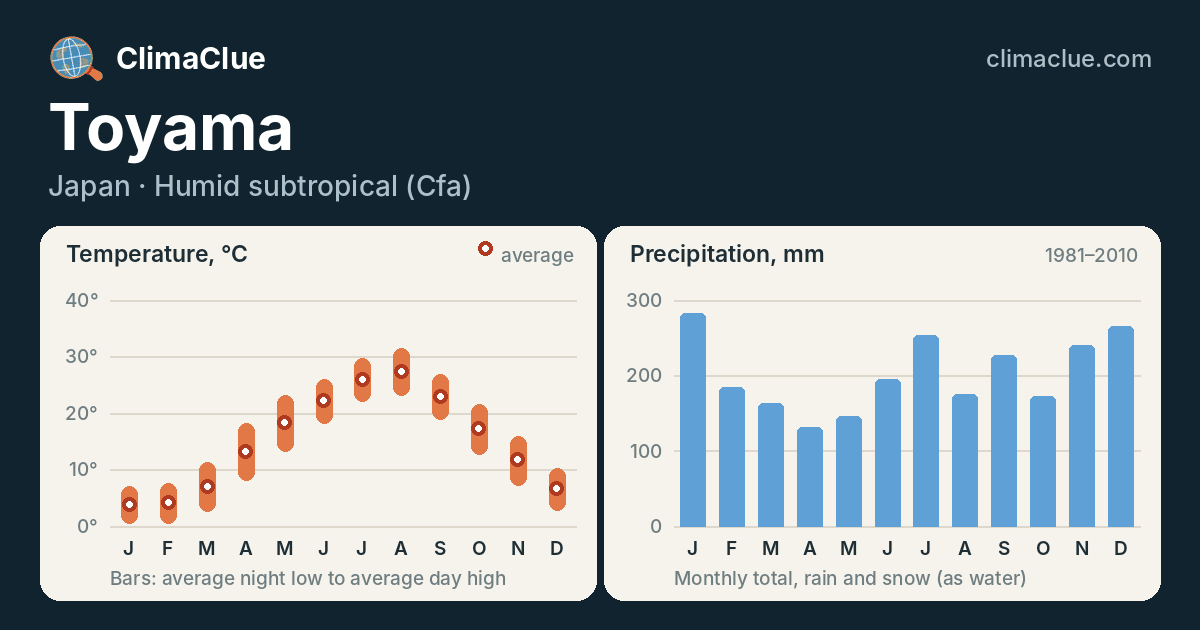 ClimaClue
climaclue.com
Toyama
Japan · Humid subtropical (Cfa)
Temperature, °C
average
40°
30°
20°
10°
0°
J F M A M J J A S O N D
Bars: average night low to average day high
Precipitation, mm
1981–2010
300
200
100
0
J F M A M J J A S O N D
Monthly total, rain and snow (as water)